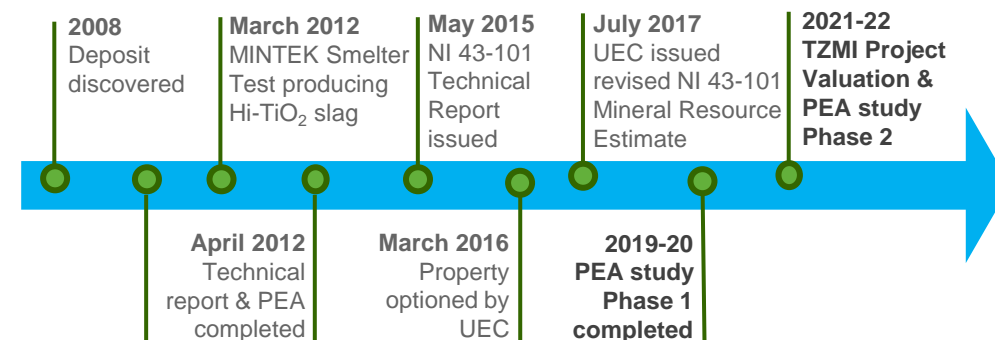 2008
Deposit
discovered
March 2012
MINTEK Smelter
Test producing
Hi-TiO₂ slag
May 2015
NI 43-101
Technical
Report
issued
July 2017
UEC issued
revised NI 43-101
Mineral Resource
Estimate
2021-22
TZMI Project
Valuation &
PEA study
Phase 2
April 2012
Technical
report & PEA
completed
March 2016
Property
optioned by
UEC
2019-20
PEA study
Phase 1
completed